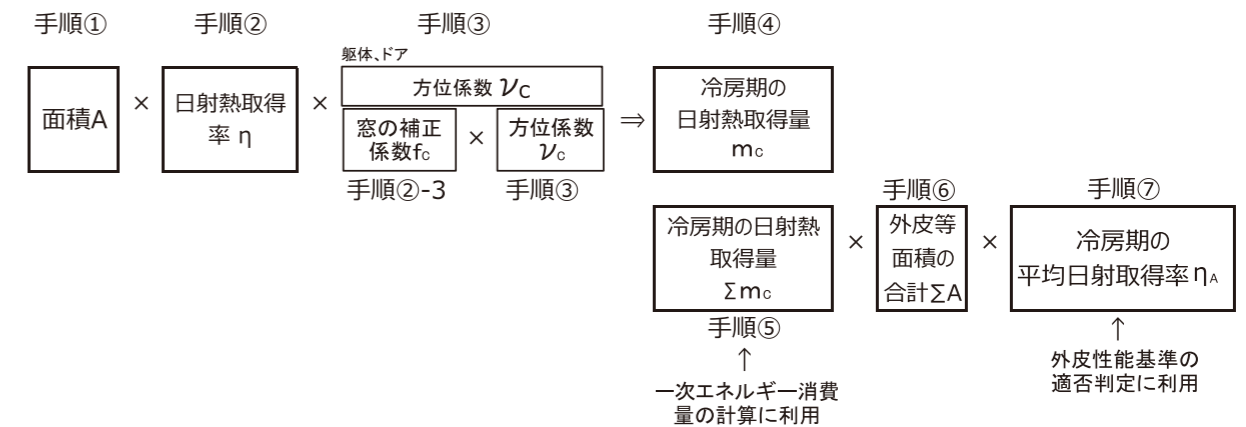 手順①
手順②
手順③
手順④
躯体、ドア
面積A
×
日射熱取得
率 η
×
方位係数 νC
窓の補正
係数fC
×
方位係数
νC
⇒
冷房期の
日射熱取得量
mC
手順②-3
手順③
手順⑥
手順⑦
冷房期の日射熱
取得量
ΣmC
×
外皮等
面積の
合計ΣA
×
冷房期の
平均日射取得率ηA
手順⑤
↑
一次エネルギー消費
量の計算に利用
↑
外皮性能基準の
適否判定に利用